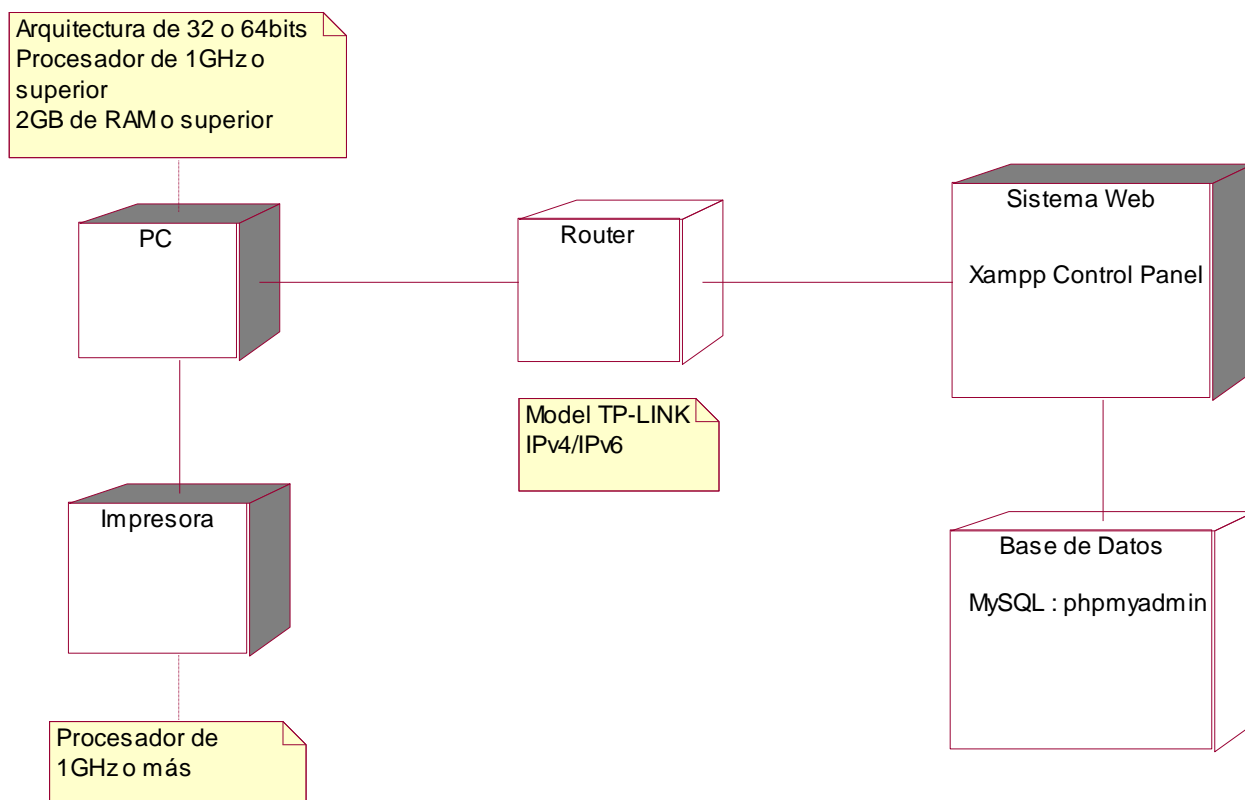 Arquitectura de 32 o 64bits
Procesador de 1GHz o
superior
2GB de RAM o superior
PC
Router
Sistema Web
Xampp Control Panel
Model TP-LINK
IPv4/IPv6
Impresora
Base de Datos
MySQL : phpmyadmin
Procesador de
1GHz o más